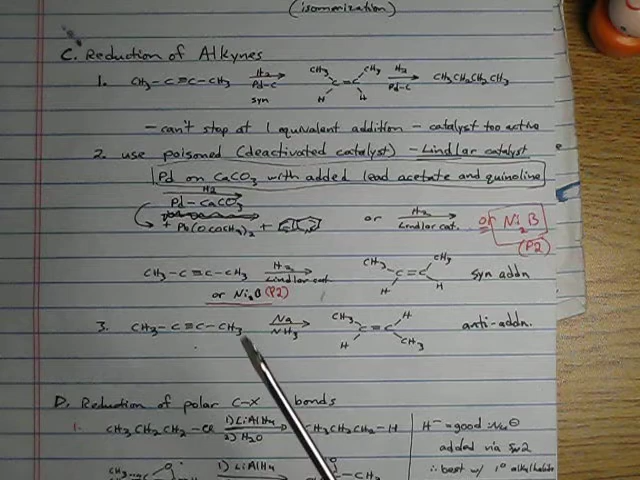 (isomerization)
C. Reduction of Alkynes
1. CH3-C≡C-CH3 H2 Pd-C syn CH3 CH3 C=C H H H2 Pd-C CH3CH2CH2CH3
- can't stop at 1 equivalent addition - catalyst too active
2. use poisoned (deactivated catalyst) - Lindlar catalyst
Pd on CaCO3 with added lead acetate and quinoline
H2
Pd-CaCO3
+ Pb(OCOCH3)2 + or H2 Lindlar cat. or Ni2B (P2)
CH3-C≡C-CH3 H2 Lindlar cat CH3 CH3 C=C H H syn addn
or Ni2B (P2)
3. CH3-C≡C-CH3 Na NH3 CH3 H C=C H CH3 anti-addn.
D. Reduction of polar C-X bonds
1. CH3CH2CH2-Cl 1) LiAlH4 2) H2O CH3CH2CH2-H H⁻ = good :Nu⊖
added via SN2
1) LiAlH4 -CH3 ∴ best w/ 1° alkylhalide